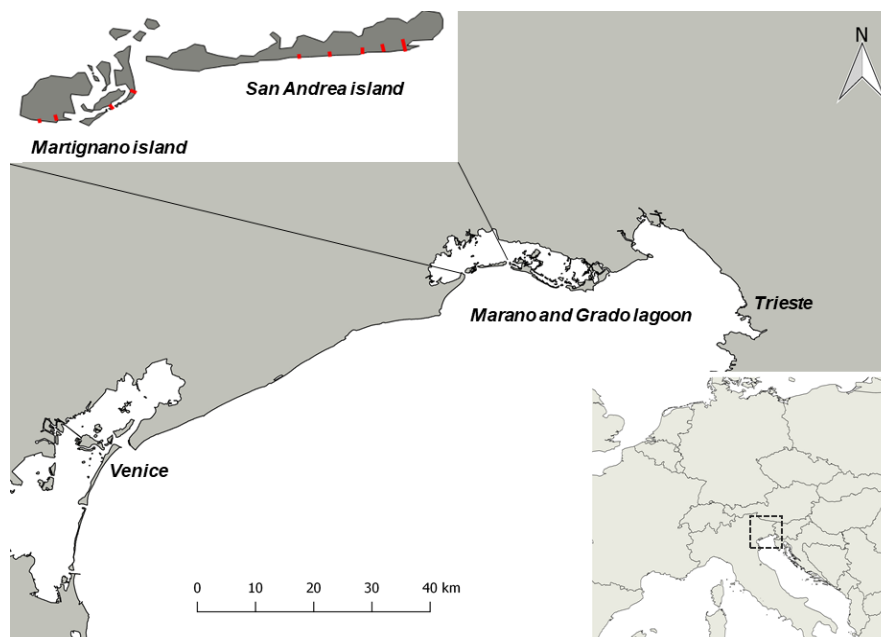 N
San Andrea island
Martignano island
Trieste
Marano and Grado lagoon
Venice
0 10 20 30 40 km